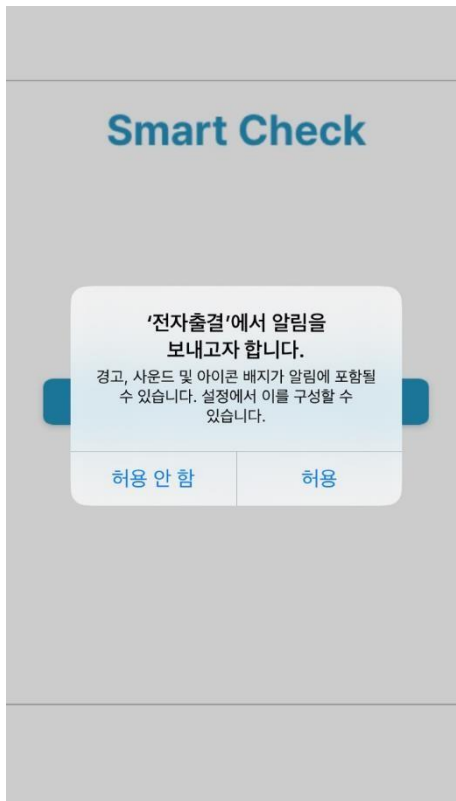 Smart Check
‘전자출결’에서 알림을
보내고자 합니다.
경고, 사운드 및 아이콘 배지가 알림에 포함될
수 있습니다. 설정에서 이를 구성할 수
있습니다.
허용 안 함
허용